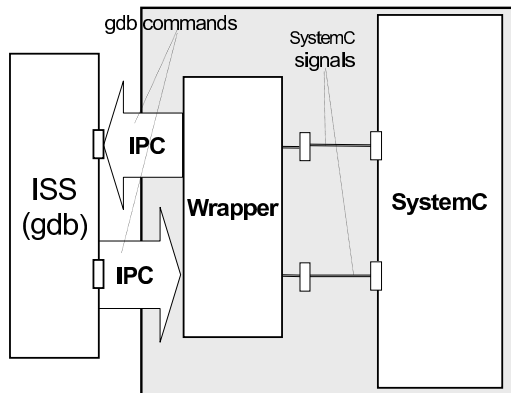 gdb commands
SystemC
signals
IPC
ISS
(gdb)
Wrapper
SystemC
IPC